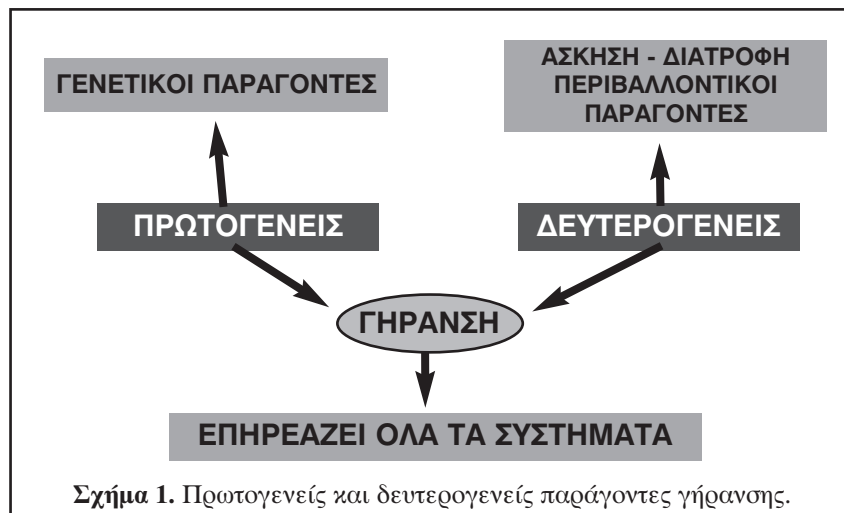 ΓΕΝΕΤΙΚΟΙ ΠΑΡΑΓΟΝΤΕΣ
ΑΣΚΗΣΗ - ΔΙΑΤΡΟΦΗ
ΠΕΡΙΒΑΛΛΟΝΤΙΚΟΙ
ΠΑΡΑΓΟΝΤΕΣ
ΠΡΩΤΟΓΕΝΕΙΣ
ΔΕΥΤΕΡΟΓΕΝΕΙΣ
ΓΗΡΑΝΣΗ
ΕΠΗΡΕΑΖΕΙ ΟΛΑ ΤΑ ΣΥΣΤΗΜΑΤΑ
Σχήμα 1. Πρωτογενείς και δευτερογενείς παράγοντες γήρανσης.